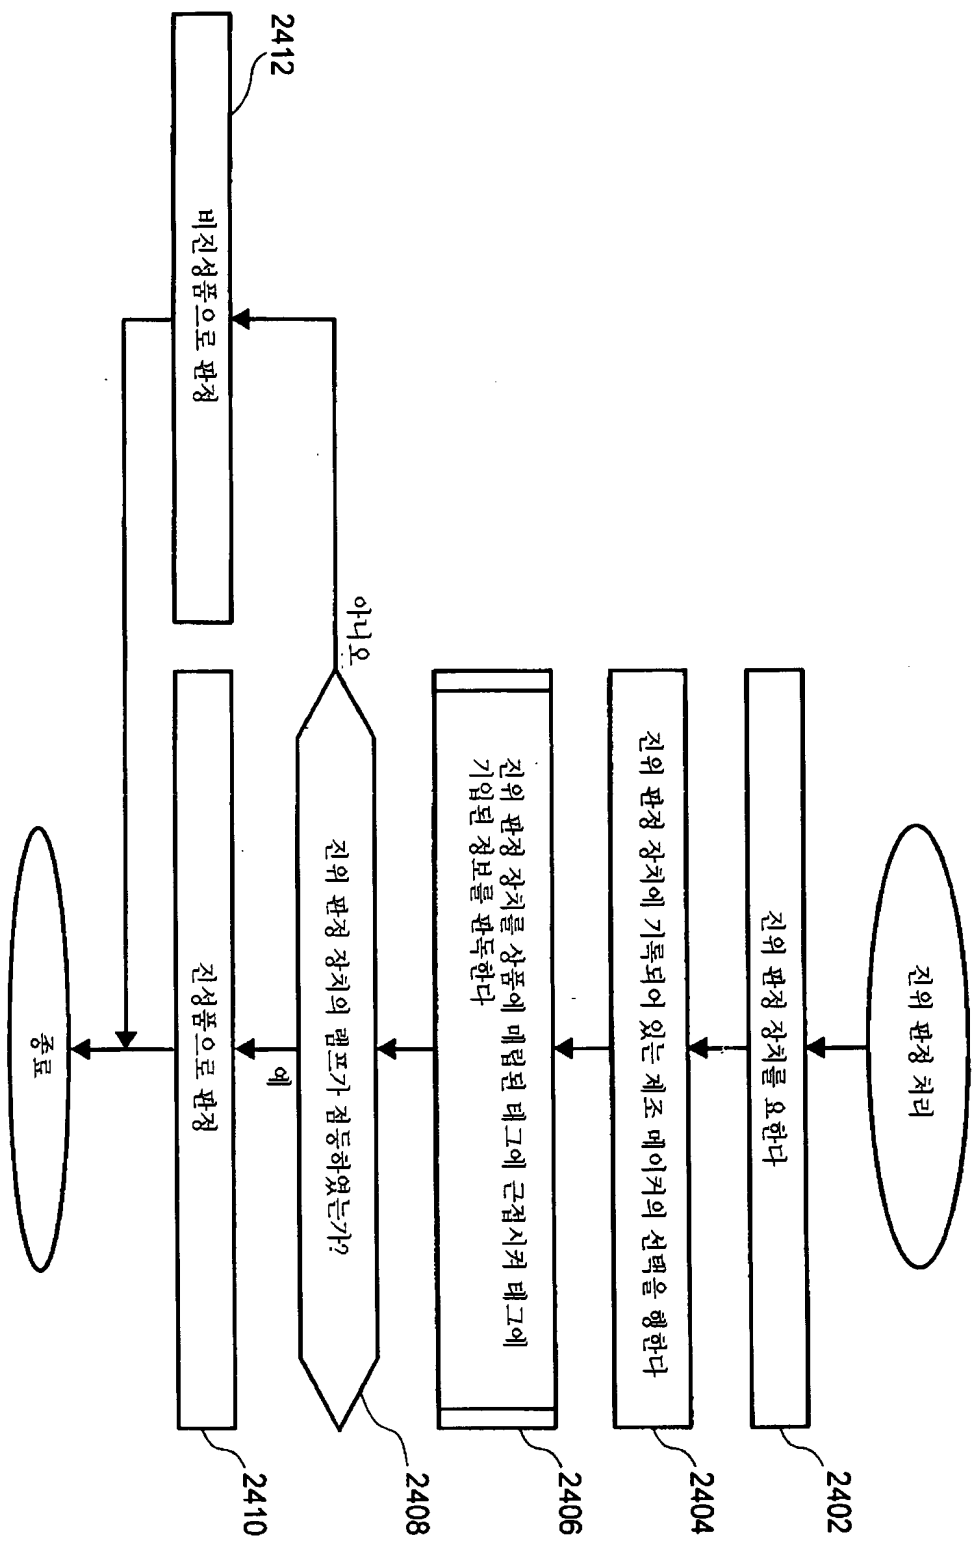 진위 판정 처리
진위 판정 장치를 요한다
2402
진위 판정 장치에 기록되어 있는 제조 메이커의 선택을 행한다
2404
진위 판정 장치를 상품에 매립된 태그에 근접시켜 태그에
기입된 정보를 판독한다
2406
진위 판정 장치의 램프가 점등하였는가?
2408
아니오
예
진성품으로 판정
2410
비진성품으로 판정
2412
종료